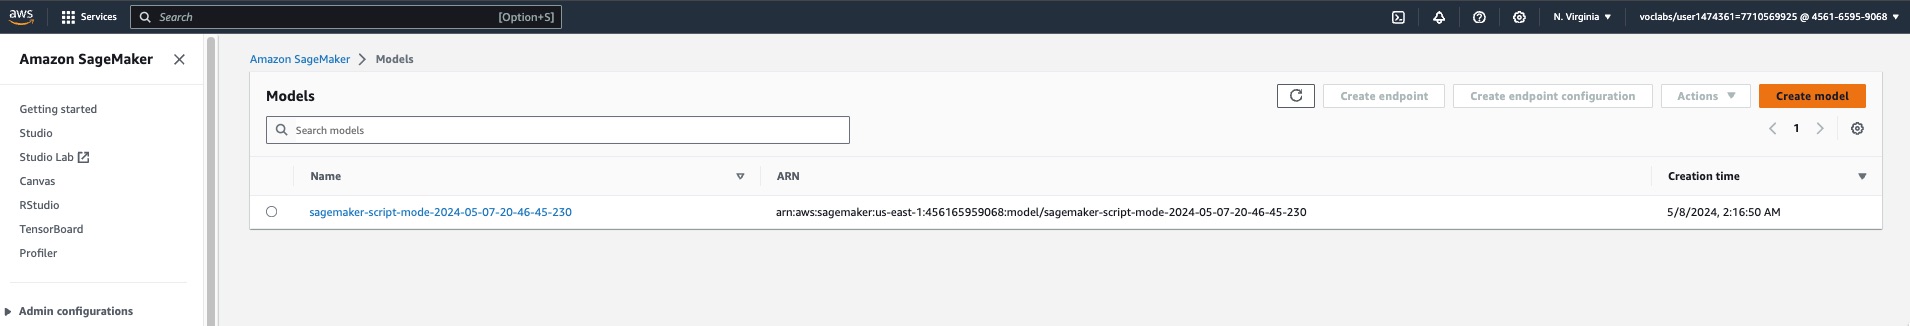 aws Services Search [Option+S] N. Virginia voclabs/user1474361=7710569925 @ 4561-6595-9068
Amazon SageMaker
Getting started
Studio
Studio Lab
Canvas
RStudio
TensorBoard
Profiler
Admin configurations
Amazon SageMaker > Models
Models Create endpoint Create endpoint configuration Actions Create model
Search models 1
Name ARN Creation time
sagemaker-script-mode-2024-05-07-20-46-45-230 arn:aws:sagemaker:us-east-1:456165959068:model/sagemaker-script-mode-2024-05-07-20-46-45-230 5/8/2024, 2:16:50 AM